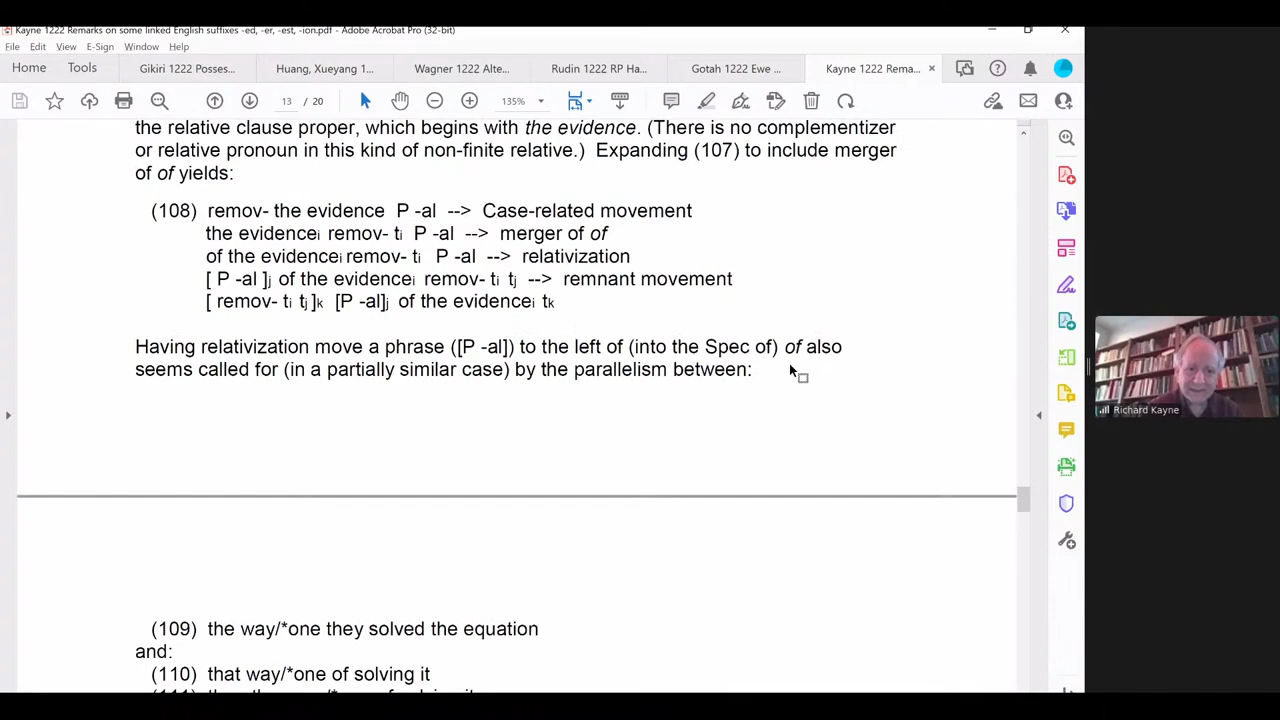 Kayne 1222 Remarks on some linked English suffixes -ed, -er, -est, -ion.pdf - Adobe Acrobat Pro (32-bit)
File Edit View E-Sign Window Help
Home Tools Gikiri 1222 Posses... Huang, Xueyang 1... Wagner 1222 Alte... Rudin 1222 RP Ha... Gotah 1222 Ewe ... Kayne 1222 Rema...
13 / 20 135%
the relative clause proper, which begins with the evidence. (There is no complementizer
or relative pronoun in this kind of non-finite relative.) Expanding (107) to include merger
of of yields:
(108) remov- the evidence P -al --> Case-related movement
the evidencei remov- ti P -al --> merger of of
of the evidencei remov- ti P -al --> relativization
[ P -al ]j of the evidencei remov- ti tj --> remnant movement
[ remov- ti tj ]k [P -al]j of the evidencei tk
Having relativization move a phrase ([P -al]) to the left of (into the Spec of) of also
seems called for (in a partially similar case) by the parallelism between:
Richard Kayne
(109) the way/*one they solved the equation
and:
(110) that way/*one of solving it